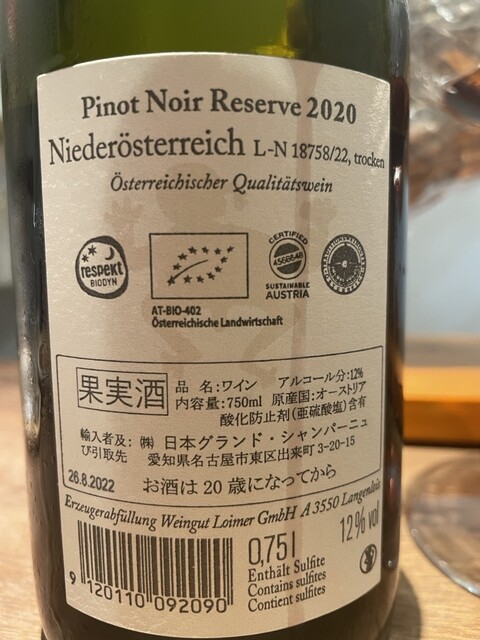 Pinot Noir Reserve 2020
Niederösterreich L-N 18758/22, trocken
Österreichischer Qualitätswein
respekt
BIODYN
CERTIFIED
SUSTAINABLE
AUSTRIA
AT-BIO-402
Österreichische Landwirtschaft
果実酒
品 名:ワイン アルコール分:12%
内容量:750ml 原産国:オーストリア
酸化防止剤(亜硫酸塩)含有
輸入者及び引取先 ㈱ 日本グランド・シャンパーニュ
愛知県名古屋市東区出来町 3-20-15
26.8.2022 お酒は 20 歳になってから
Erzeugerabfüllung Weingut Loimer GmbH A 3550 Langenlois
0,75 l 12% vol
Enthält Sulfite
Contains sulfites
Contient sulfites
9 120110 092090